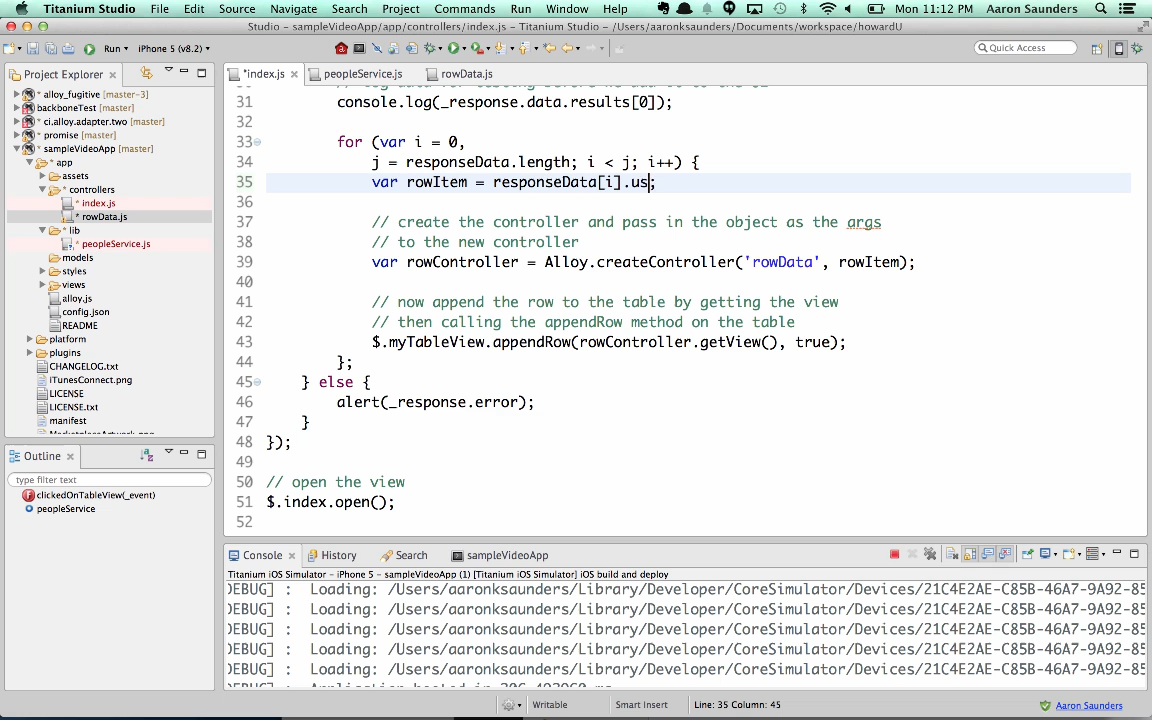 Titanium Studio File Edit Source Navigate Search Project Commands Run Window Help Mon 11:12 PM Aaron Saunders
Studio - sampleVideoApp/app/controllers/index.js - Titanium Studio - /Users/aaronksaunders/Documents/workspace/howardU
Run iPhone 5 (v8.2) Quick Access
Project Explorer
alloy_fugitive [master-3]
backboneTest [master]
ci.alloy.adapter.two [master]
promise [master]
sampleVideoApp [master]
app
assets
controllers
index.js
rowData.js
lib
peopleService.js
models
styles
views
alloy.js
config.json
README
platform
plugins
CHANGELOG.txt
iTunesConnect.png
LICENSE
LICENSE.txt
manifest
Outline
type filter text
clickedOnTableView(_event)
peopleService
*index.js peopleService.js rowData.js
31 console.log(_response.data.results[0]);
32
33 for (var i = 0,
34 j = responseData.length; i < j; i++) {
35 var rowItem = responseData[i].us;
36
37 // create the controller and pass in the object as the args
38 // to the new controller
39 var rowController = Alloy.createController('rowData', rowItem);
40
41 // now append the row to the table by getting the view
42 // then calling the appendRow method on the table
43 $.myTableView.appendRow(rowController.getView(), true);
44 };
45 } else {
46 alert(_response.error);
47 }
48 });
49
50 // open the view
51 $.index.open();
52
Console History Search sampleVideoApp
Titanium iOS Simulator - iPhone 5 - sampleVideoApp (1) [Titanium iOS Simulator] iOS build and deploy
DEBUG] : Loading: /Users/aaronksaunders/Library/Developer/CoreSimulator/Devices/21C4E2AE-C85B-46A7-9A92-85
DEBUG] : Loading: /Users/aaronksaunders/Library/Developer/CoreSimulator/Devices/21C4E2AE-C85B-46A7-9A92-85
DEBUG] : Loading: /Users/aaronksaunders/Library/Developer/CoreSimulator/Devices/21C4E2AE-C85B-46A7-9A92-85
DEBUG] : Loading: /Users/aaronksaunders/Library/Developer/CoreSimulator/Devices/21C4E2AE-C85B-46A7-9A92-85
DEBUG] : Loading: /Users/aaronksaunders/Library/Developer/CoreSimulator/Devices/21C4E2AE-C85B-46A7-9A92-85
Writable Smart Insert Line: 35 Column: 45 Aaron Saunders